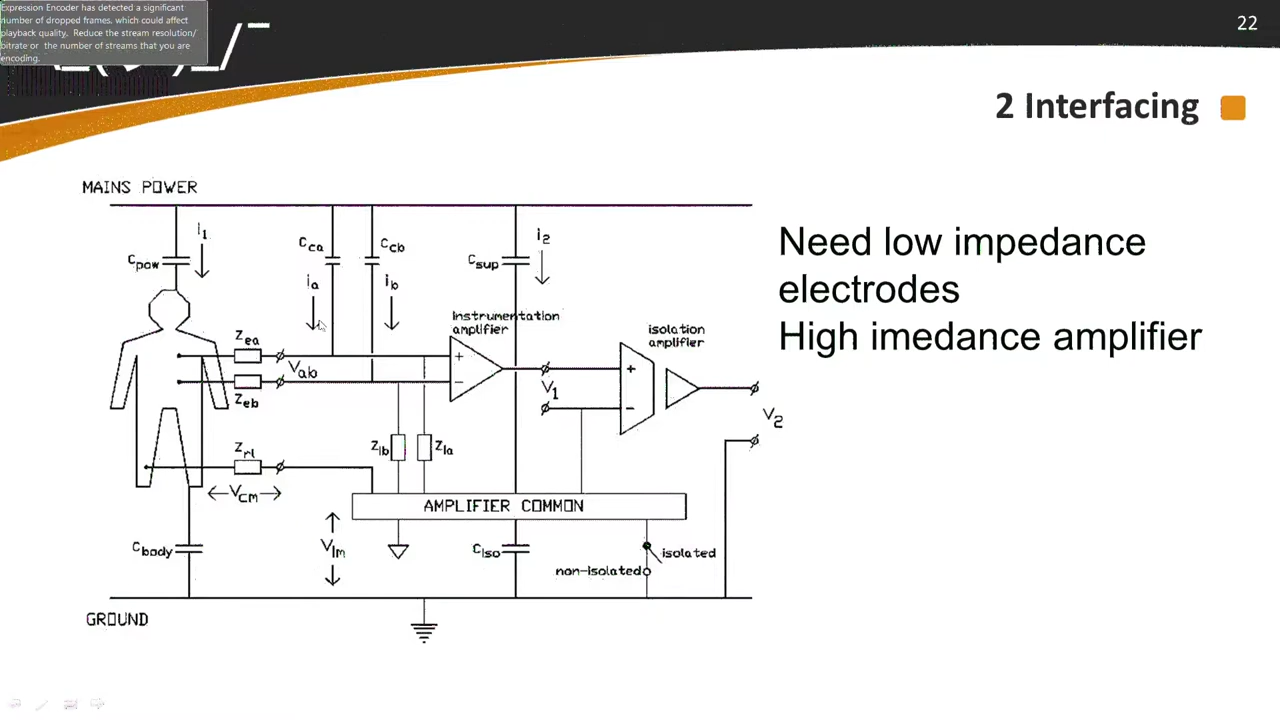 Expression Encoder has detected a significant
number of dropped frames, which could affect
playback quality. Reduce the stream resolution/
bitrate or the number of streams that you are
encoding.
22
2 Interfacing
MAINS POWER
i1
Cpow
Cca
Ccb
ia
ib
Csup
i2
Need low impedance
electrodes
High imedance amplifier
instrumentation
amplifier
isolation
amplifier
Zea
Vab
Zeb
+
−
V1
+
−
V2
Zrl
Zib
Zia
VCM
AMPLIFIER COMMON
Cbody
VIm
Ciso
isolated
non-isolated
GROUND